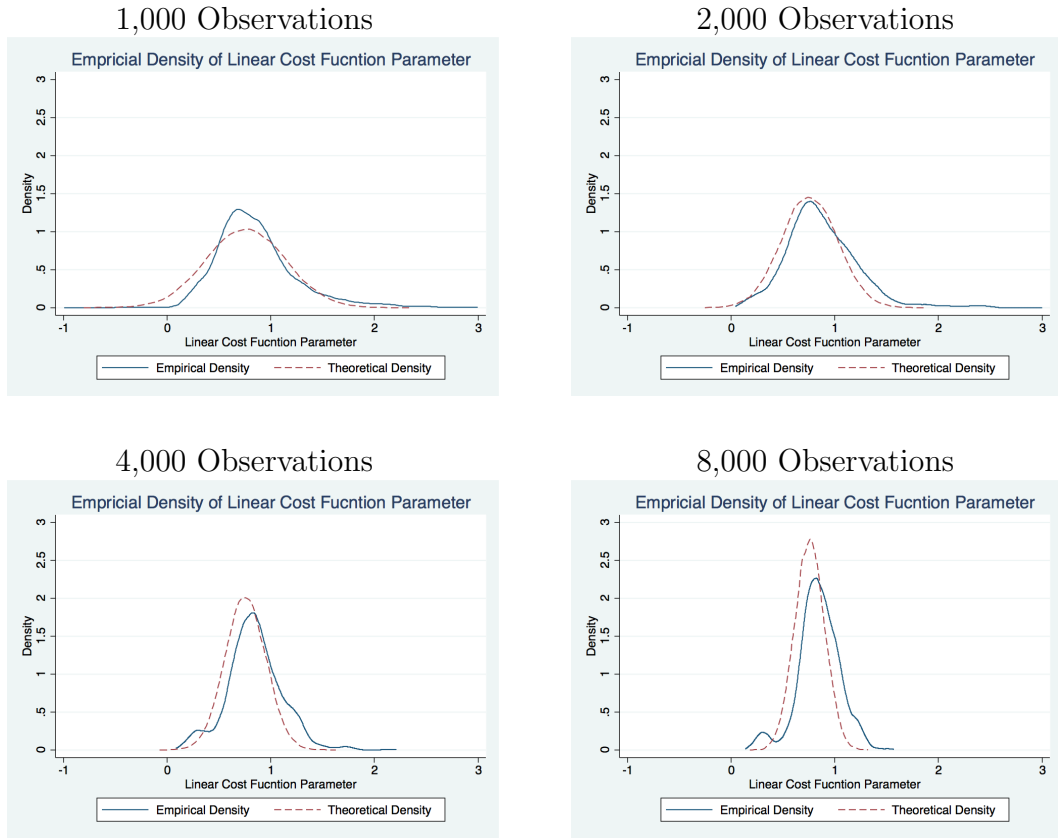 1,000 Observations
Empricial Density of Linear Cost Fucntion Parameter
3
2.5
2
1.5
1
.5
0
Density
-1 0 1 2 3
Linear Cost Fucntion Parameter
Empirical Density Theoretical Density
2,000 Observations
Empricial Density of Linear Cost Fucntion Parameter
3
2.5
2
1.5
1
.5
0
Density
-1 0 1 2 3
Linear Cost Fucntion Parameter
Empirical Density Theoretical Density
4,000 Observations
Empricial Density of Linear Cost Fucntion Parameter
3
2.5
2
1.5
1
.5
0
Density
-1 0 1 2 3
Linear Cost Fucntion Parameter
Empirical Density Theoretical Density
8,000 Observations
Empricial Density of Linear Cost Fucntion Parameter
3
2.5
2
1.5
1
.5
0
Density
-1 0 1 2 3
Linear Cost Fucntion Parameter
Empirical Density Theoretical Density